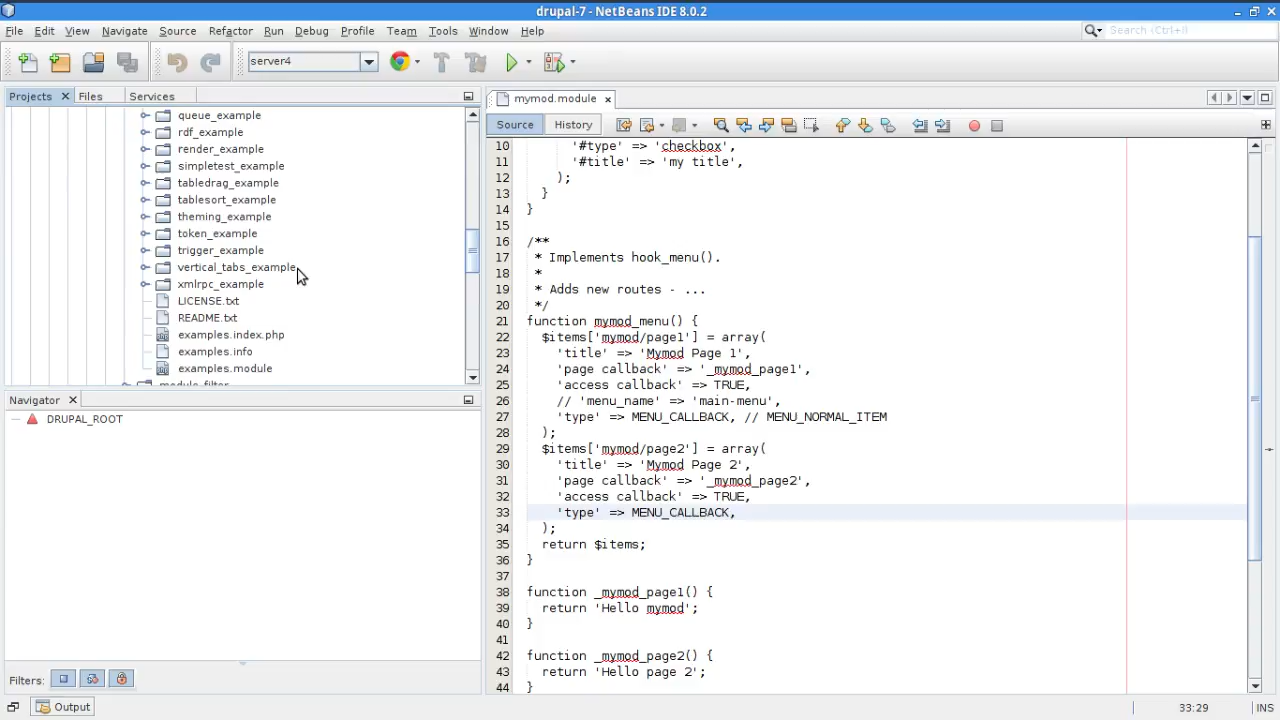 drupal-7 - NetBeans IDE 8.0.2
File Edit View Navigate Source Refactor Run Debug Profile Team Tools Window Help
Search (Ctrl+I)
server4
Projects Files Services
queue_example
rdf_example
render_example
simpletest_example
tabledrag_example
tablesort_example
theming_example
token_example
trigger_example
vertical_tabs_example
xmlrpc_example
LICENSE.txt
README.txt
examples.index.php
examples.info
examples.module
module_filter
Navigator
DRUPAL_ROOT
Filters:
Output
mymod.module
Source History
10 '#type' => 'checkbox',
11 '#title' => 'my title',
12 );
13 }
14 }
15
16 /**
17 * Implements hook_menu().
18 *
19 * Adds new routes - ...
20 */
21 function mymod_menu() {
22 $items['mymod/page1'] = array(
23 'title' => 'Mymod Page 1',
24 'page callback' => '_mymod_page1',
25 'access callback' => TRUE,
26 // 'menu_name' => 'main-menu',
27 'type' => MENU_CALLBACK, // MENU_NORMAL_ITEM
28 );
29 $items['mymod/page2'] = array(
30 'title' => 'Mymod Page 2',
31 'page callback' => '_mymod_page2',
32 'access callback' => TRUE,
33 'type' => MENU_CALLBACK,
34 );
35 return $items;
36 }
37
38 function _mymod_page1() {
39 return 'Hello mymod';
40 }
41
42 function _mymod_page2() {
43 return 'Hello page 2';
44 }
33:29 INS